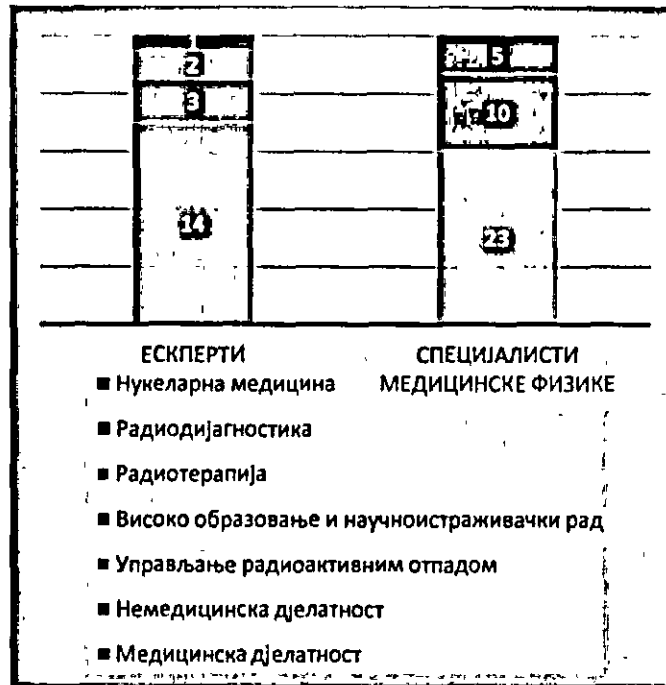 2
5
3
10
14
23
ЕСКПЕРТИ
СПЕЦИЈАЛИСТИ
МЕДИЦИНСКЕ ФИЗИКЕ
Нукеларна медицина
Радиодијагностика
Радиотерапија
Високо образовање и научноистраживачки рад
Управљање радиоактивним отпадом
Немедицинска дјелатност
Медицинска дјелатност